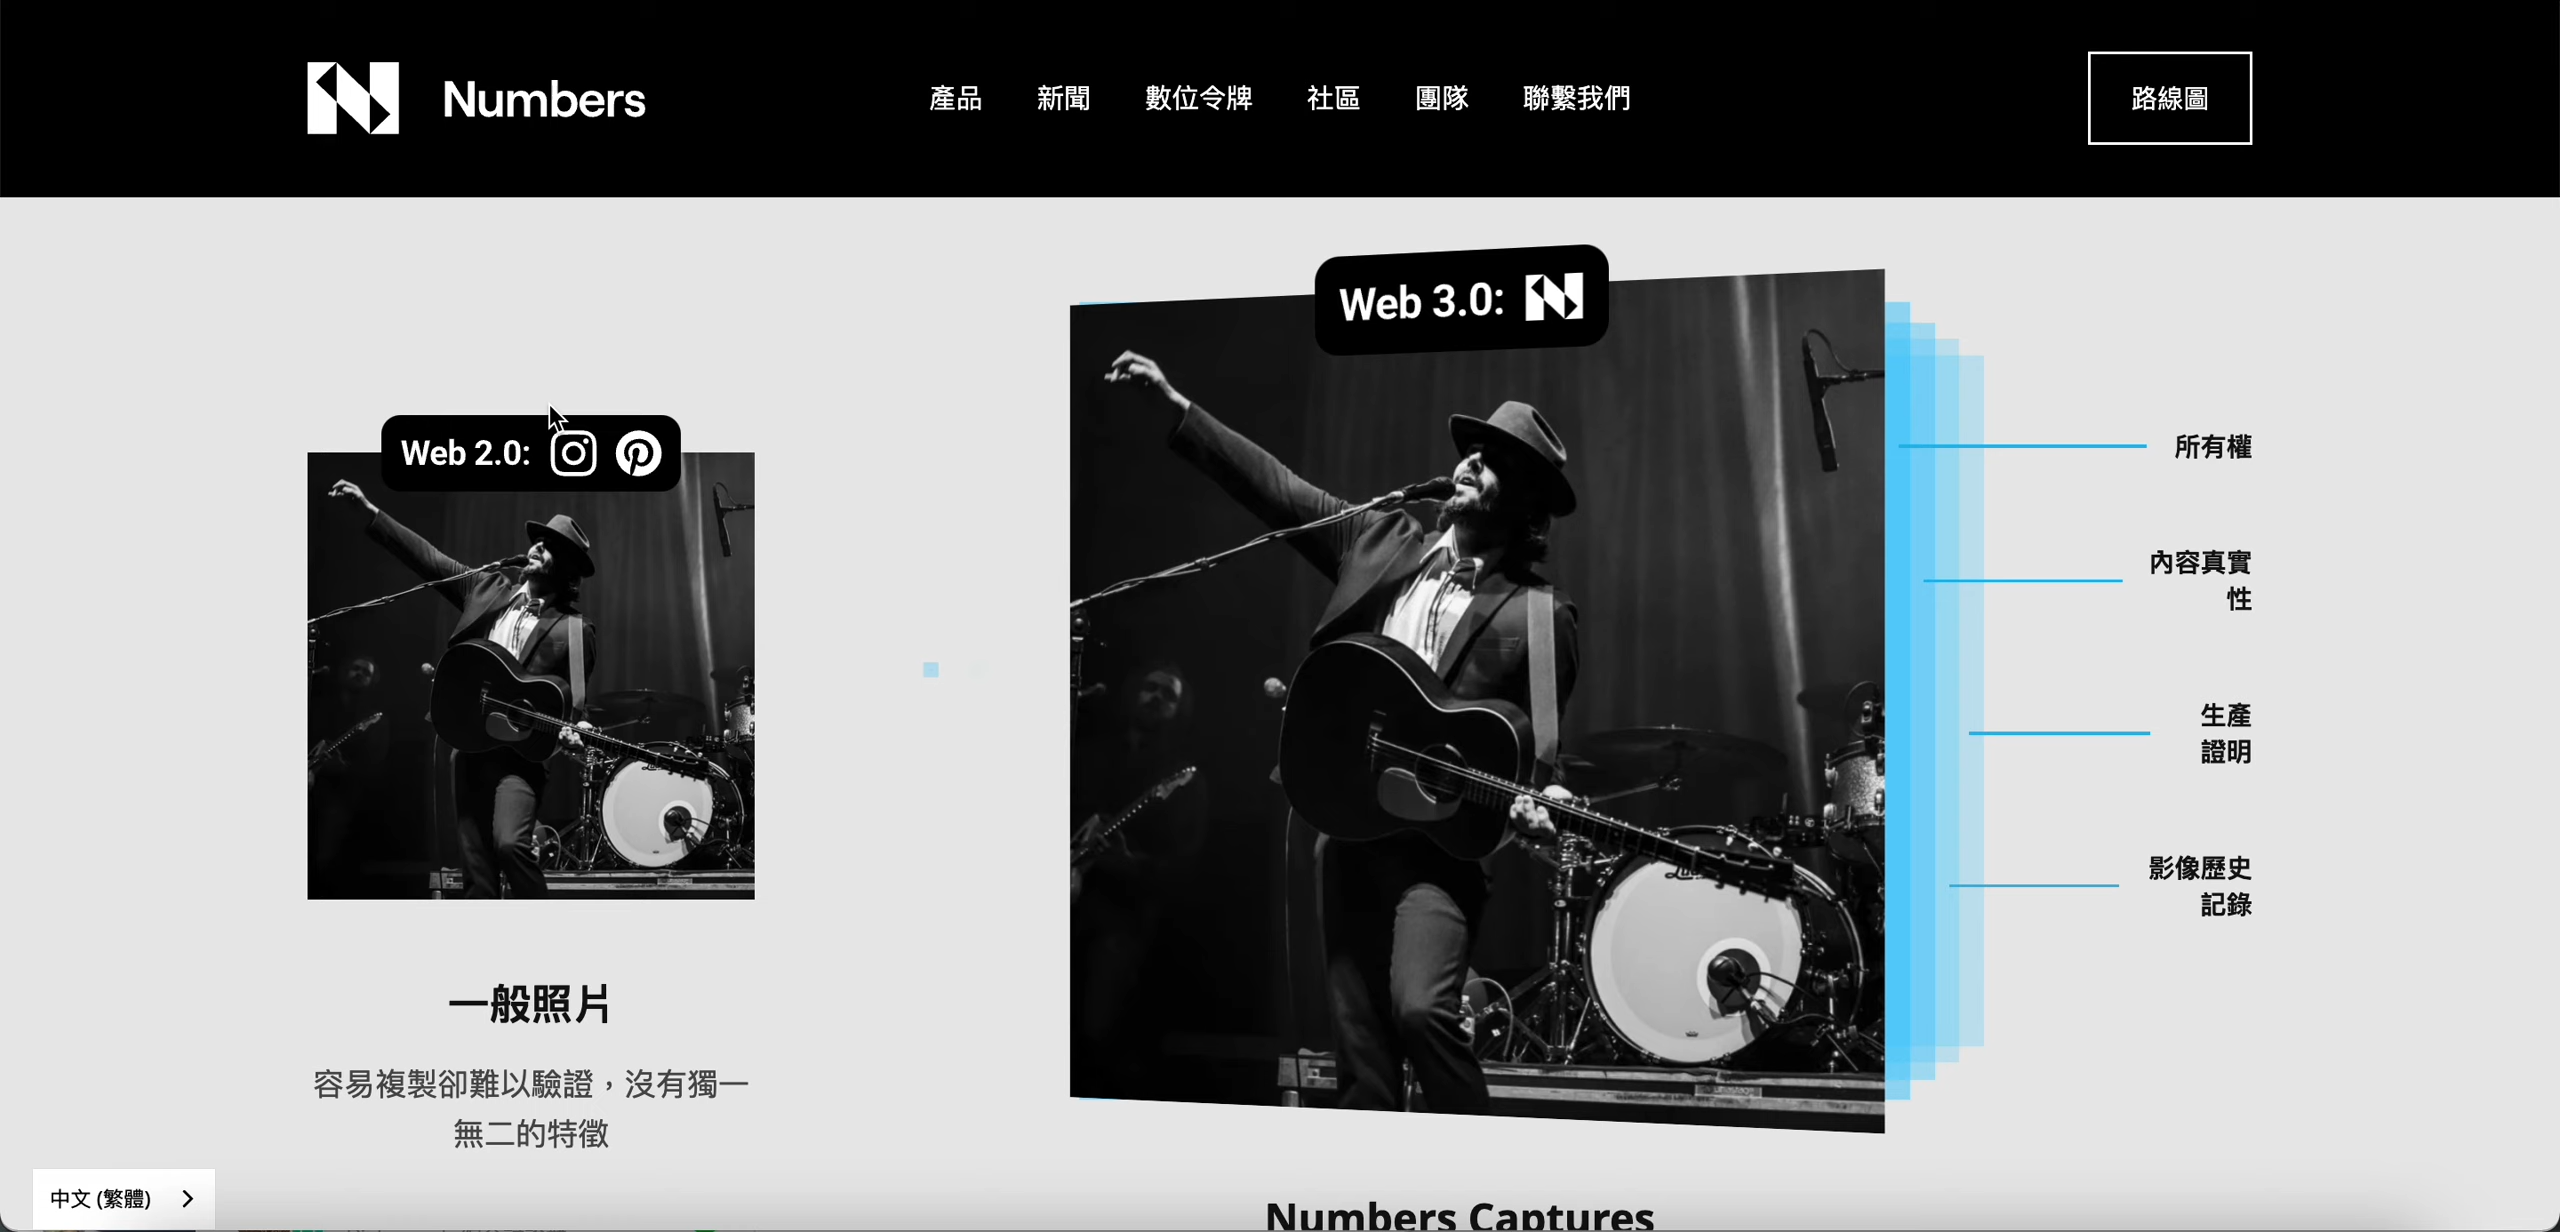 Numbers
產品
新聞
數位令牌
社區
團隊
聯繫我們
路線圖
Web 2.0:
一般照片
容易複製卻難以驗證，沒有獨一
無二的特徵
Web 3.0:
所有權
內容真實
性
生產
證明
影像歷史
記錄
Numbers Captures
中文 (繁體)